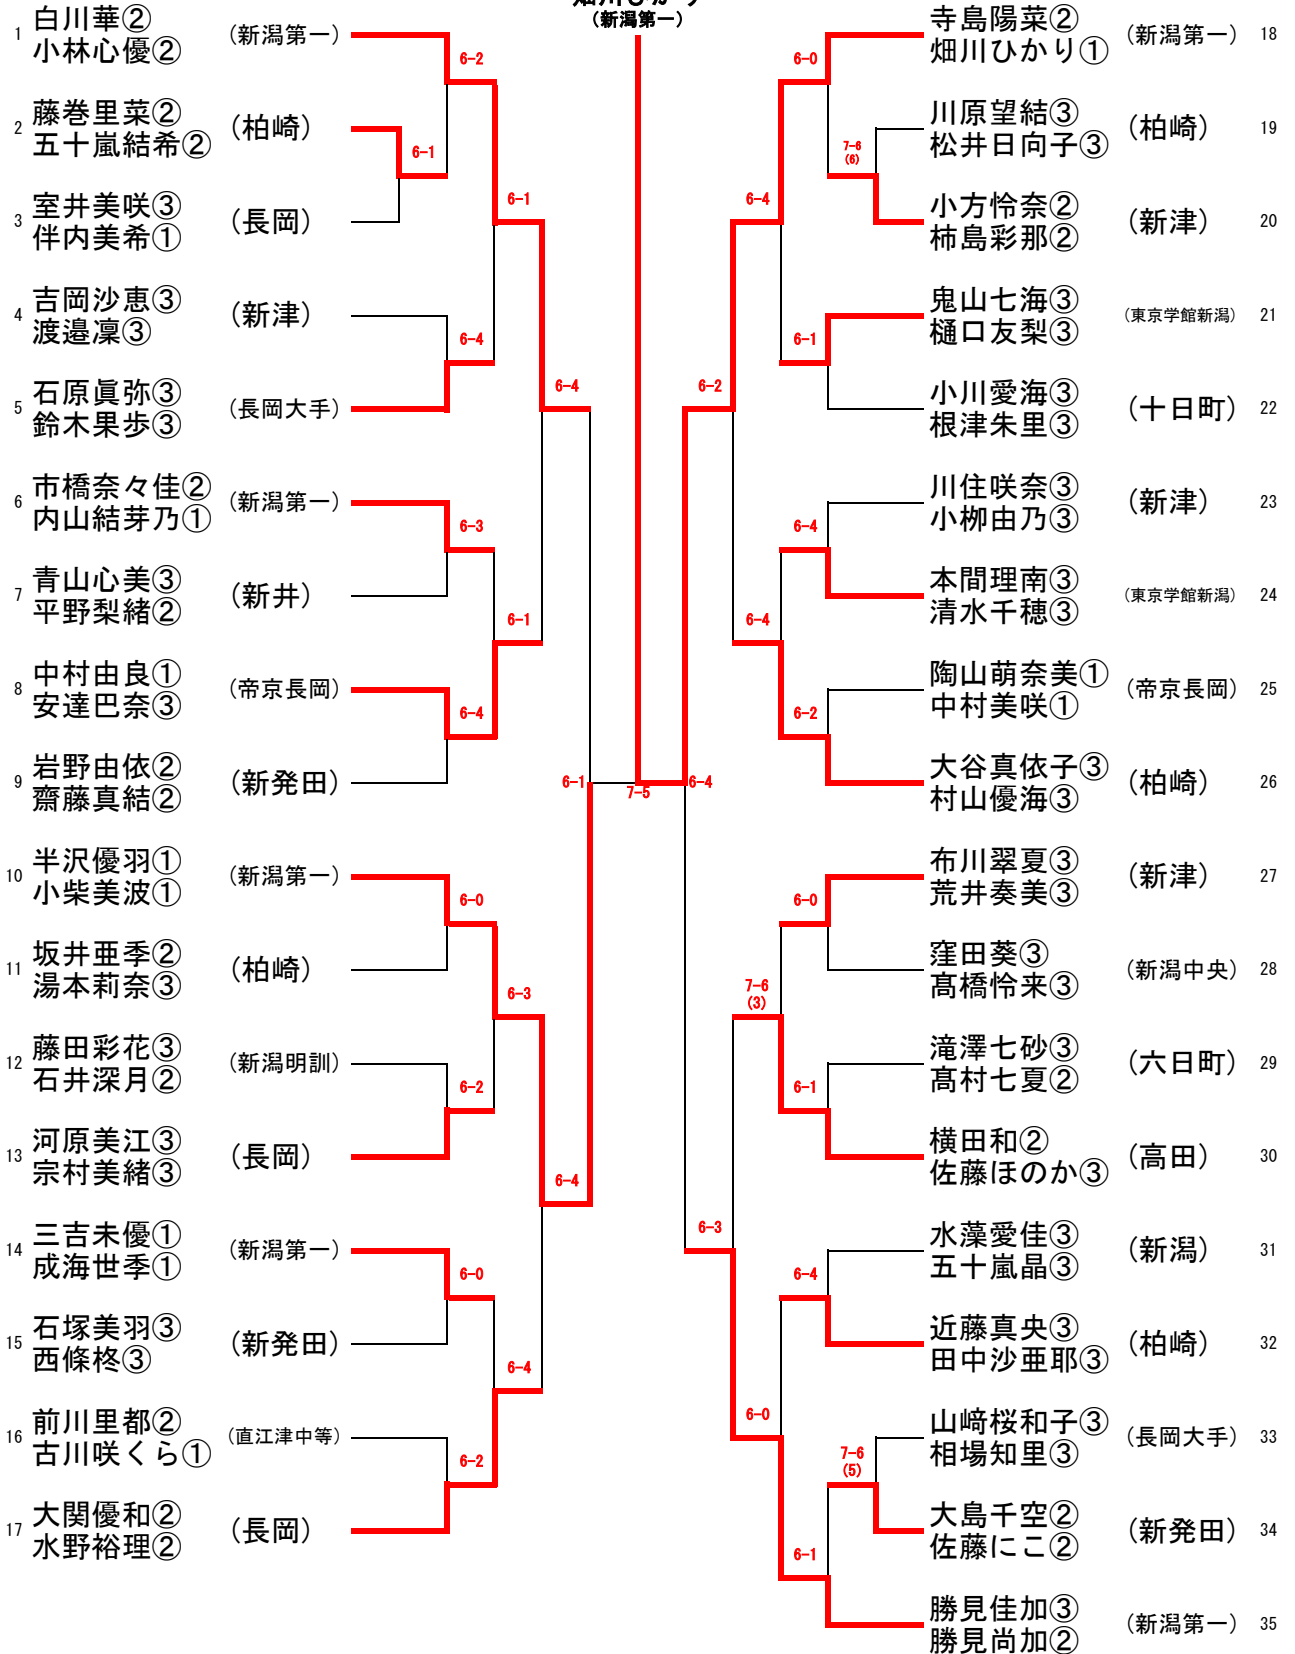 畑川ひかり
(新潟第一)
1 白川華② (新潟第一)
小林心優②
2 藤巻里菜② (柏崎)
五十嵐結希②
3 室井美咲③ (長岡)
伴内美希①
4 吉岡沙恵③ (新津)
渡邉凜③
5 石原眞弥③ (長岡大手)
鈴木果歩③
6 市橋奈々佳② (新潟第一)
内山結芽乃①
7 青山心美③ (新井)
平野梨緒②
8 中村由良① (帝京長岡)
安達巴奈③
9 岩野由依② (新発田)
齋藤真結②
10 半沢優羽① (新潟第一)
小柴美波①
11 坂井亜季② (柏崎)
湯本莉奈③
12 藤田彩花③ (新潟明訓)
石井深月②
13 河原美江③ (長岡)
宗村美緒③
14 三吉未優① (新潟第一)
成海世季①
15 石塚美羽③ (新発田)
西條柊③
16 前川里都② (直江津中等)
古川咲くら①
17 大関優和② (長岡)
水野裕理②
6-2
6-1
6-1
6-4
6-4
6-3
6-1
6-4
6-1
6-0
6-3
6-2
6-4
6-0
6-4
6-2
7-5
6-4
6-0
7-6
(6)
6-4
6-1
6-2
6-4
6-4
6-2
6-0
7-6
(3)
6-1
6-3
6-4
6-0
7-6
(5)
6-1
寺島陽菜② (新潟第一) 18
畑川ひかり①
川原望結③ (柏崎) 19
松井日向子③
小方怜奈② (新津) 20
柿島彩那②
鬼山七海③ (東京学館新潟) 21
樋口友梨③
小川愛海③ (十日町) 22
根津朱里③
川住咲奈③ (新津) 23
小栁由乃③
本間理南③ (東京学館新潟) 24
清水千穂③
陶山萌奈美① (帝京長岡) 25
中村美咲①
大谷真依子③ (柏崎) 26
村山優海③
布川翠夏③ (新津) 27
荒井奏美③
窪田葵③ (新潟中央) 28
髙橋怜来③
滝澤七砂③ (六日町) 29
髙村七夏②
横田和② (高田) 30
佐藤ほのか③
水藻愛佳③ (新潟) 31
五十嵐晶③
近藤真央③ (柏崎) 32
田中沙亜耶③
山﨑桜和子③ (長岡大手) 33
相場知里③
大島千空② (新発田) 34
佐藤にこ②
勝見佳加③ (新潟第一) 35
勝見尚加②